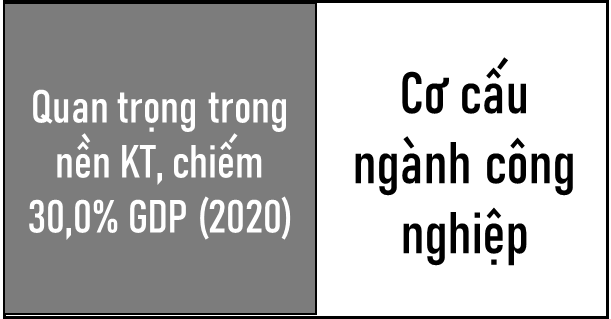 Quan trọng trong
nền KT, chiếm
30,0% GDP (2020)
Cơ cấu
ngành công
nghiệp